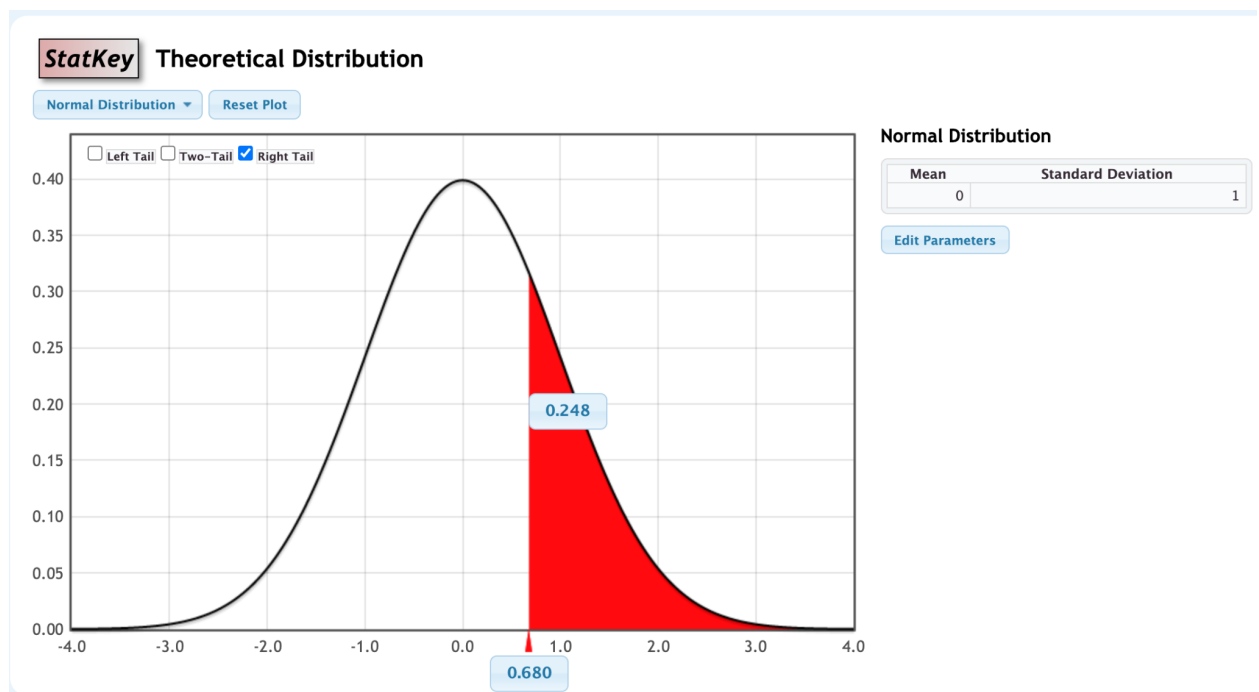 StatKey Theoretical Distribution
Normal Distribution Reset Plot
Left Tail Two-Tail Right Tail
0.40
0.35
0.30
0.25
0.20
0.15
0.10
0.05
0.00
0.248
-4.0 -3.0 -2.0 -1.0 0.0 1.0 2.0 3.0 4.0
0.680
Normal Distribution
Mean Standard Deviation
0 1
Edit Parameters